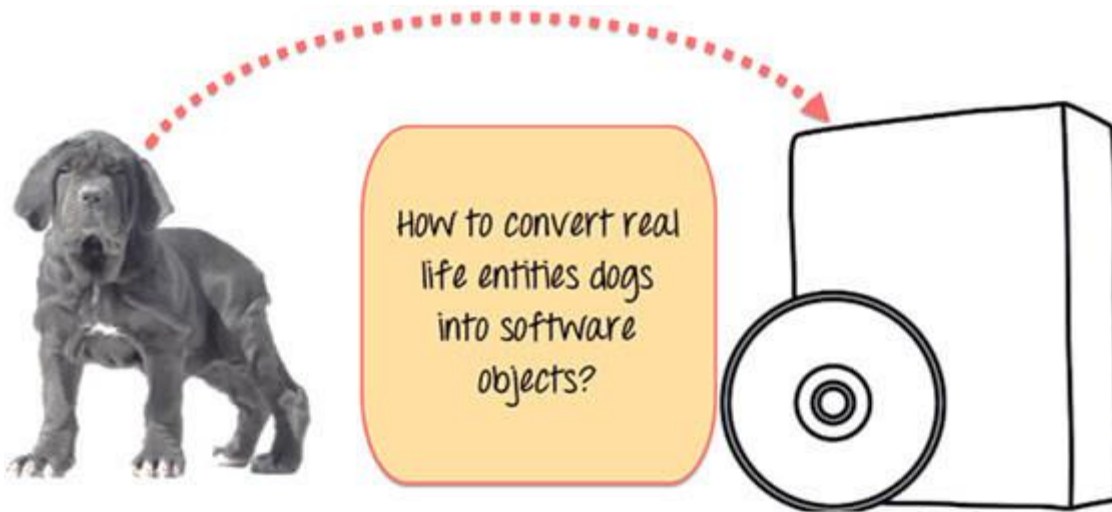 How to convert real
life entities dogs
into software
objects?